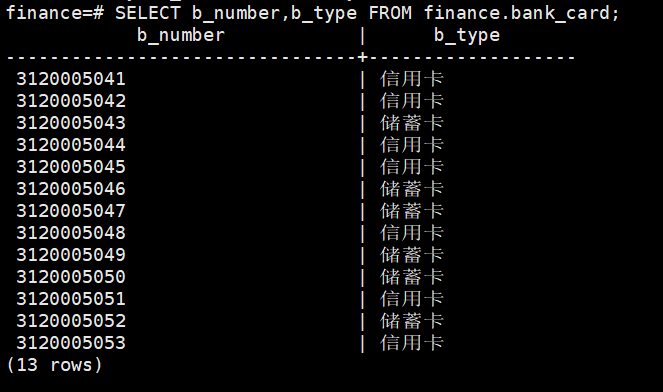 finance=# SELECT b_number,b_type FROM finance.bank_card;
            b_number            |      b_type
--------------------------------+-------------------
 3120005041                     | 信用卡
 3120005042                     | 信用卡
 3120005043                     | 储蓄卡
 3120005044                     | 信用卡
 3120005045                     | 信用卡
 3120005046                     | 储蓄卡
 3120005047                     | 储蓄卡
 3120005048                     | 信用卡
 3120005049                     | 储蓄卡
 3120005050                     | 储蓄卡
 3120005051                     | 信用卡
 3120005052                     | 储蓄卡
 3120005053                     | 信用卡
(13 rows)